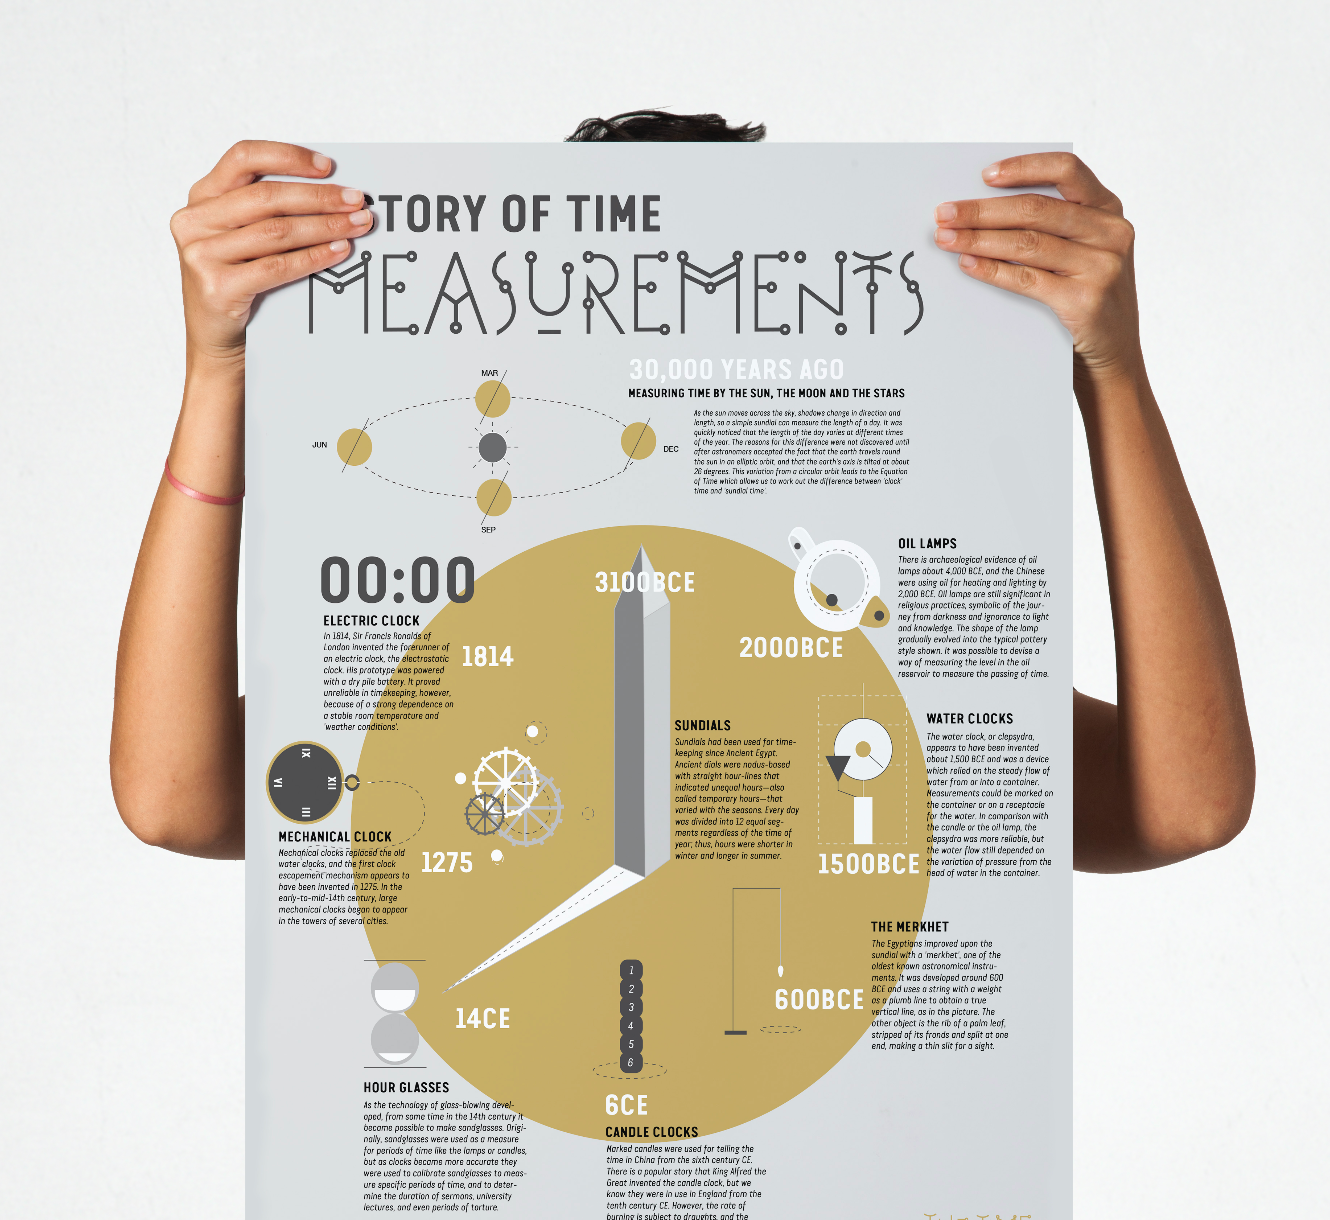 STORY OF TIME
MEASUREMENTS
30,000 YEARS AGO
MEASURING TIME BY THE SUN, THE MOON AND THE STARS
As the sun moves across the sky, shadows change in direction and
length, so a simple sundial can measure the length of a day. It was
quickly noticed that the length of the day varies at different times
of the year. The reasons for this difference were not discovered until
after astronomers accepted the fact that the earth travels round
the sun in an elliptic orbit, and that the earth's axis is tilted at about
26 degrees. This variation from a circular orbit leads to the Equation
of Time which allows us to work out the difference between 'clock'
time and 'sundial time'.
MAR
JUN
DEC
SEP
00:00
ELECTRIC CLOCK
In 1814, Sir Francis Ronalds of
London invented the forerunner of
an electric clock, the electrostatic
clock. His prototype was powered
with a dry pile battery. It proved
unreliable in timekeeping, however,
because of a strong dependence on
a stable room temperature and
'weather conditions'.
1814
3100BCE
SUNDIALS
Sundials had been used for time-
keeping since Ancient Egypt.
Ancient dials were nodus-based
with straight hour-lines that
indicated unequal hours—also
called temporary hours—that
varied with the seasons. Every day
was divided into 12 equal seg-
ments regardless of the time of
year; thus, hours were shorter in
winter and longer in summer.
OIL LAMPS
There is archaeological evidence of oil
lamps about 4,000 BCE, and the Chinese
were using oil for heating and lighting by
2,000 BCE. Oil lamps are still significant in
religious practices, symbolic of the jour-
ney from darkness and ignorance to light
and knowledge. The shape of the lamp
gradually evolved into the typical pottery
style shown. It was possible to devise a
way of measuring the level in the oil
reservoir to measure the passing of time.
2000BCE
WATER CLOCKS
The water clock, or clepsydra,
appears to have been invented
about 1,500 BCE and was a device
which relied on the steady flow of
water from or into a container.
Measurements could be marked on
the container or on a receptacle
for the water. In comparison with
the candle or the oil lamp, the
clepsydra was more reliable, but
the water flow still depended on
the variation of pressure from the
head of water in the container.
1500BCE
IX
VI
XII
III
MECHANICAL CLOCK
Mechanical clocks replaced the old
water clocks, and the first clock
escapement mechanism appears to
have been invented in 1275. In the
early-to-mid-14th century, large
mechanical clocks began to appear
in the towers of several cities.
1275
THE MERKHET
The Egyptians improved upon the
sundial with a 'merkhet', one of the
oldest known astronomical instru-
ments. It was developed around 600
BCE and uses a string with a weight
as a plumb line to obtain a true
vertical line, as in the picture. The
other object is the rib of a palm leaf,
stripped of its fronds and split at one
end, making a thin slit for a sight.
600BCE
14CE
HOUR GLASSES
As the technology of glass-blowing devel-
oped, from some time in the 14th century it
became possible to make sandglasses. Origi-
nally, sandglasses were used as a measure
for periods of time like the lamps or candles,
but as clocks became more accurate they
were used to calibrate sandglasses to meas-
ure specific periods of time, and to deter-
mine the duration of sermons, university
lectures, and even periods of torture.
1
2
3
4
5
6
6CE
CANDLE CLOCKS
Marked candles were used for telling the
time in China from the sixth century CE.
There is a popular story that King Alfred the
Great invented the candle clock, but we
know they were in use in England from the
tenth century CE. However, the rate of
burning is subject to draughts, and the